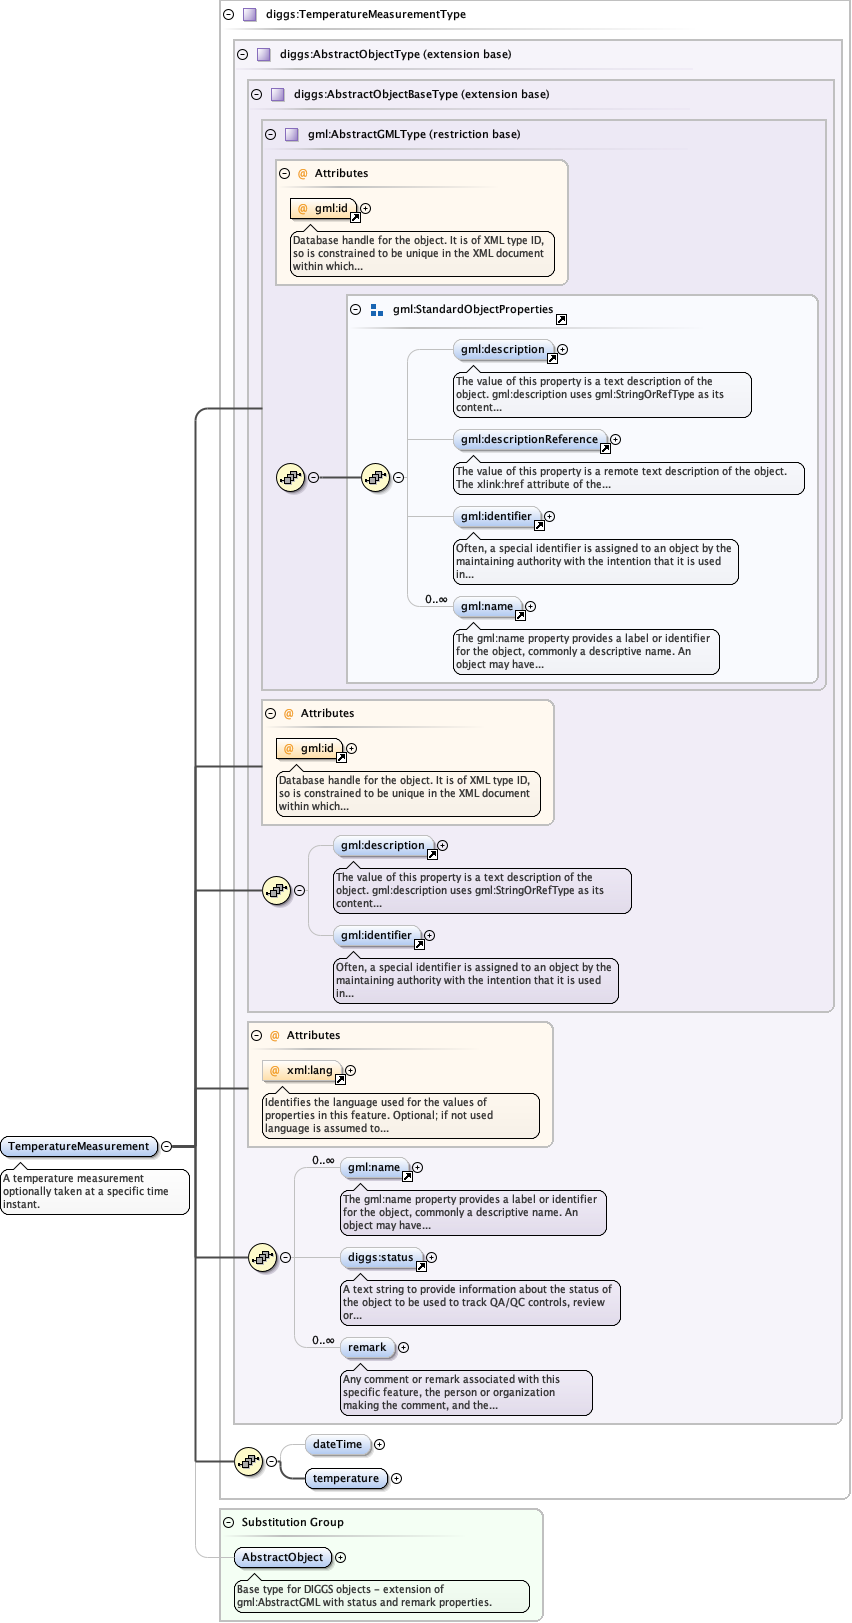 diggs:TemperatureMeasurementType
diggs:AbstractObjectType (extension base)
diggs:AbstractObjectBaseType (extension base)
gml:AbstractGMLType (restriction base)
@ Attributes
@ gml:id
Database handle for the object. It is of XML type ID,
so is constrained to be unique in the XML document
within which...
gml:StandardObjectProperties
gml:description
The value of this property is a text description of the
object. gml:description uses gml:StringOrRefType as its
content...
gml:descriptionReference
The value of this property is a remote text description of the object.
The xlink:href attribute of the...
gml:identifier
Often, a special identifier is assigned to an object by the
maintaining authority with the intention that it is used
in...
0..∞
gml:name
The gml:name property provides a label or identifier
for the object, commonly a descriptive name. An
object may have...
@ Attributes
@ gml:id
Database handle for the object. It is of XML type ID,
so is constrained to be unique in the XML document
within which...
gml:description
The value of this property is a text description of the
object. gml:description uses gml:StringOrRefType as its
content...
gml:identifier
Often, a special identifier is assigned to an object by the
maintaining authority with the intention that it is used
in...
@ Attributes
@ xml:lang
Identifies the language used for the values of
properties in this feature. Optional; if not used
language is assumed to...
TemperatureMeasurement
A temperature measurement
optionally taken at a specific time
instant.
0..∞
gml:name
The gml:name property provides a label or identifier
for the object, commonly a descriptive name. An
object may have...
diggs:status
A text string to provide information about the status of
the object to be used to track QA/QC controls, review
or...
0..∞
remark
Any comment or remark associated with this
specific feature, the person or organization
making the comment, and the...
dateTime
temperature
Substitution Group
AbstractObject
Base type for DIGGS objects – extension of
gml:AbstractGML with status and remark properties.